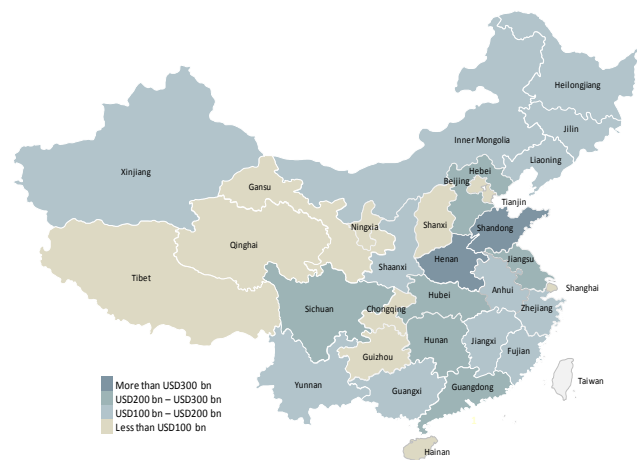 Heilongjiang
Jilin
Inner Mongolia
Liaoning
Xinjiang
Hebei
Beijing
Gansu
Tianjin
Ningxia
Shanxi
Shandong
Qinghai
Henan
Jiangsu
Shaanxi
Tibet
Shanghai
Anhui
Hubei
Sichuan
Chongqing
Zhejiang
Hunan
Jiangxi
Fujian
Guizhou
Yunnan
Guangxi
Guangdong
Taiwan
Hainan
More than USD300 bn
USD200 bn – USD300 bn
USD100 bn – USD200 bn
Less than USD100 bn